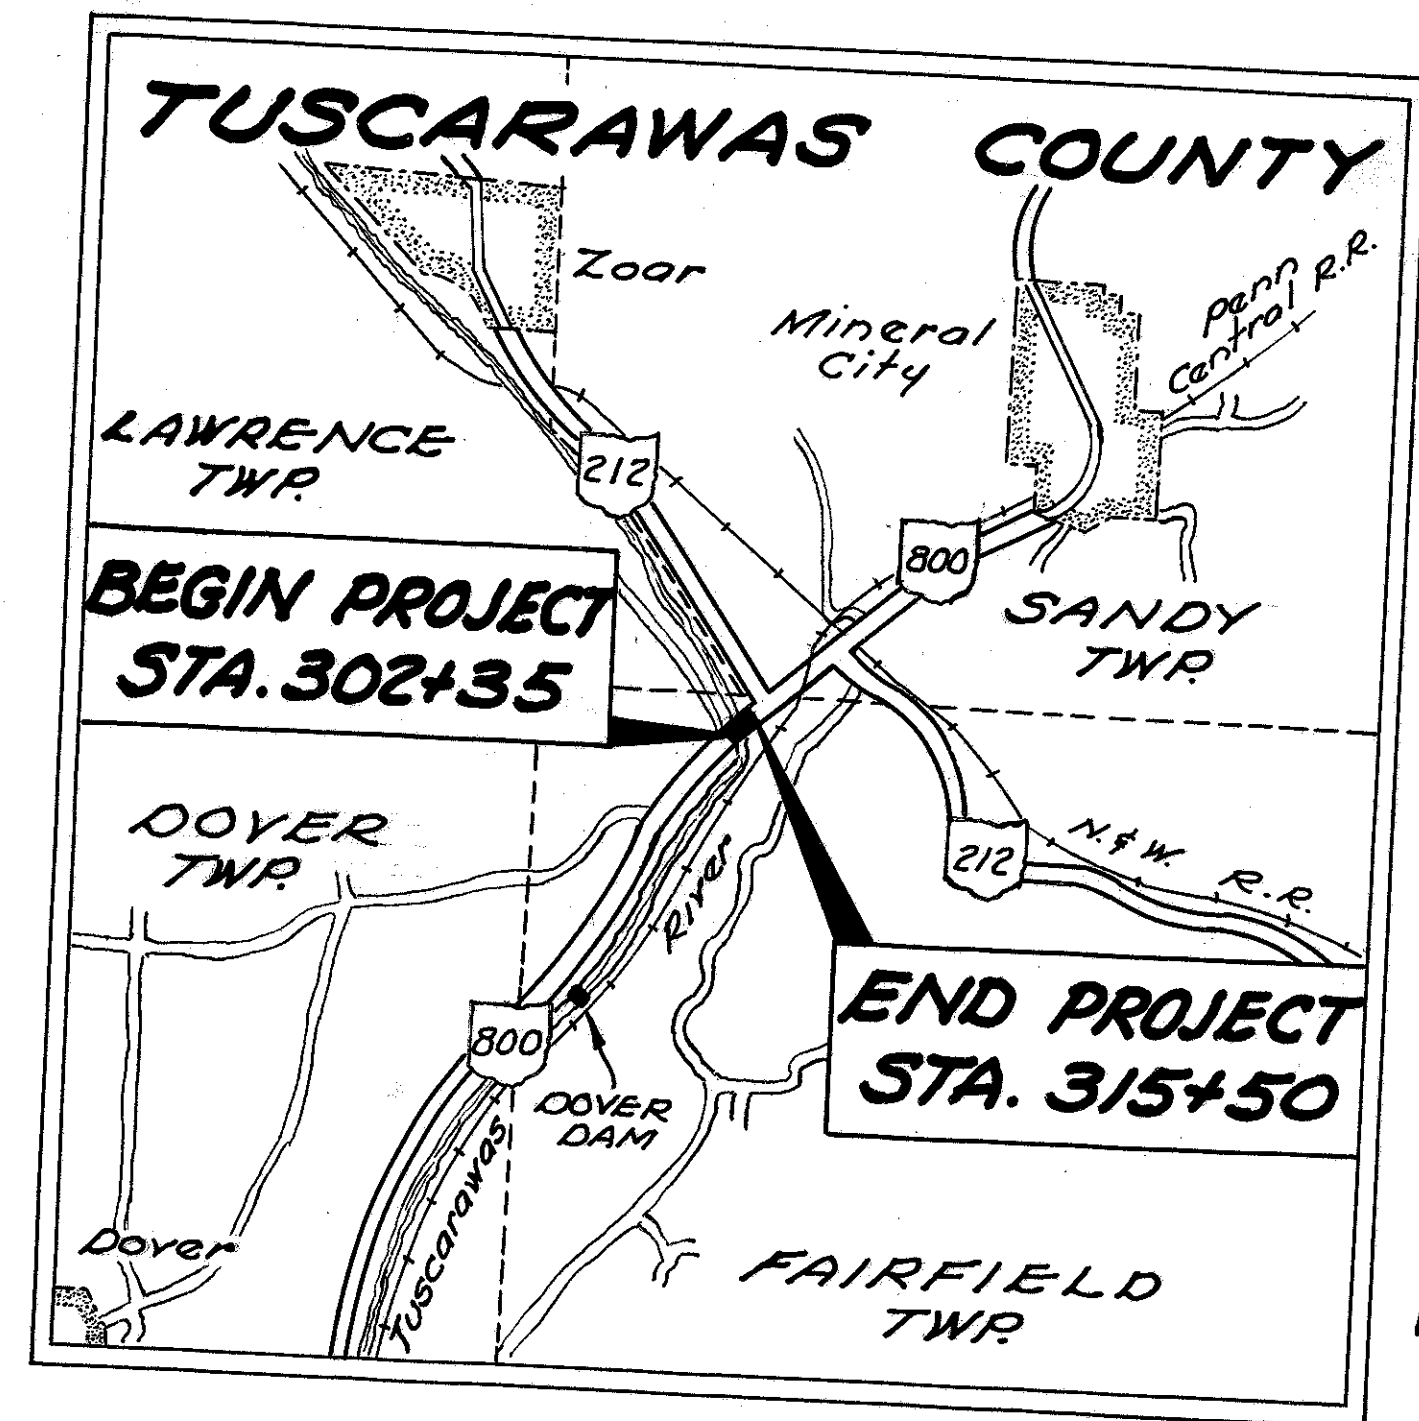 TUSCARAWAS COUNTY
Zoar
Mineral
City
Penn
Central R.R.
LAWRENCE
TWP.
212
800
BEGIN PROJECT
STA. 302+35
SANDY
TWP.
DOVER
TWP.
River
212
N. & W. R.R.
END PROJECT
STA. 315+50
800
DOVER
DAM
Tuscarawas
Dover
FAIRFIELD
TWP.